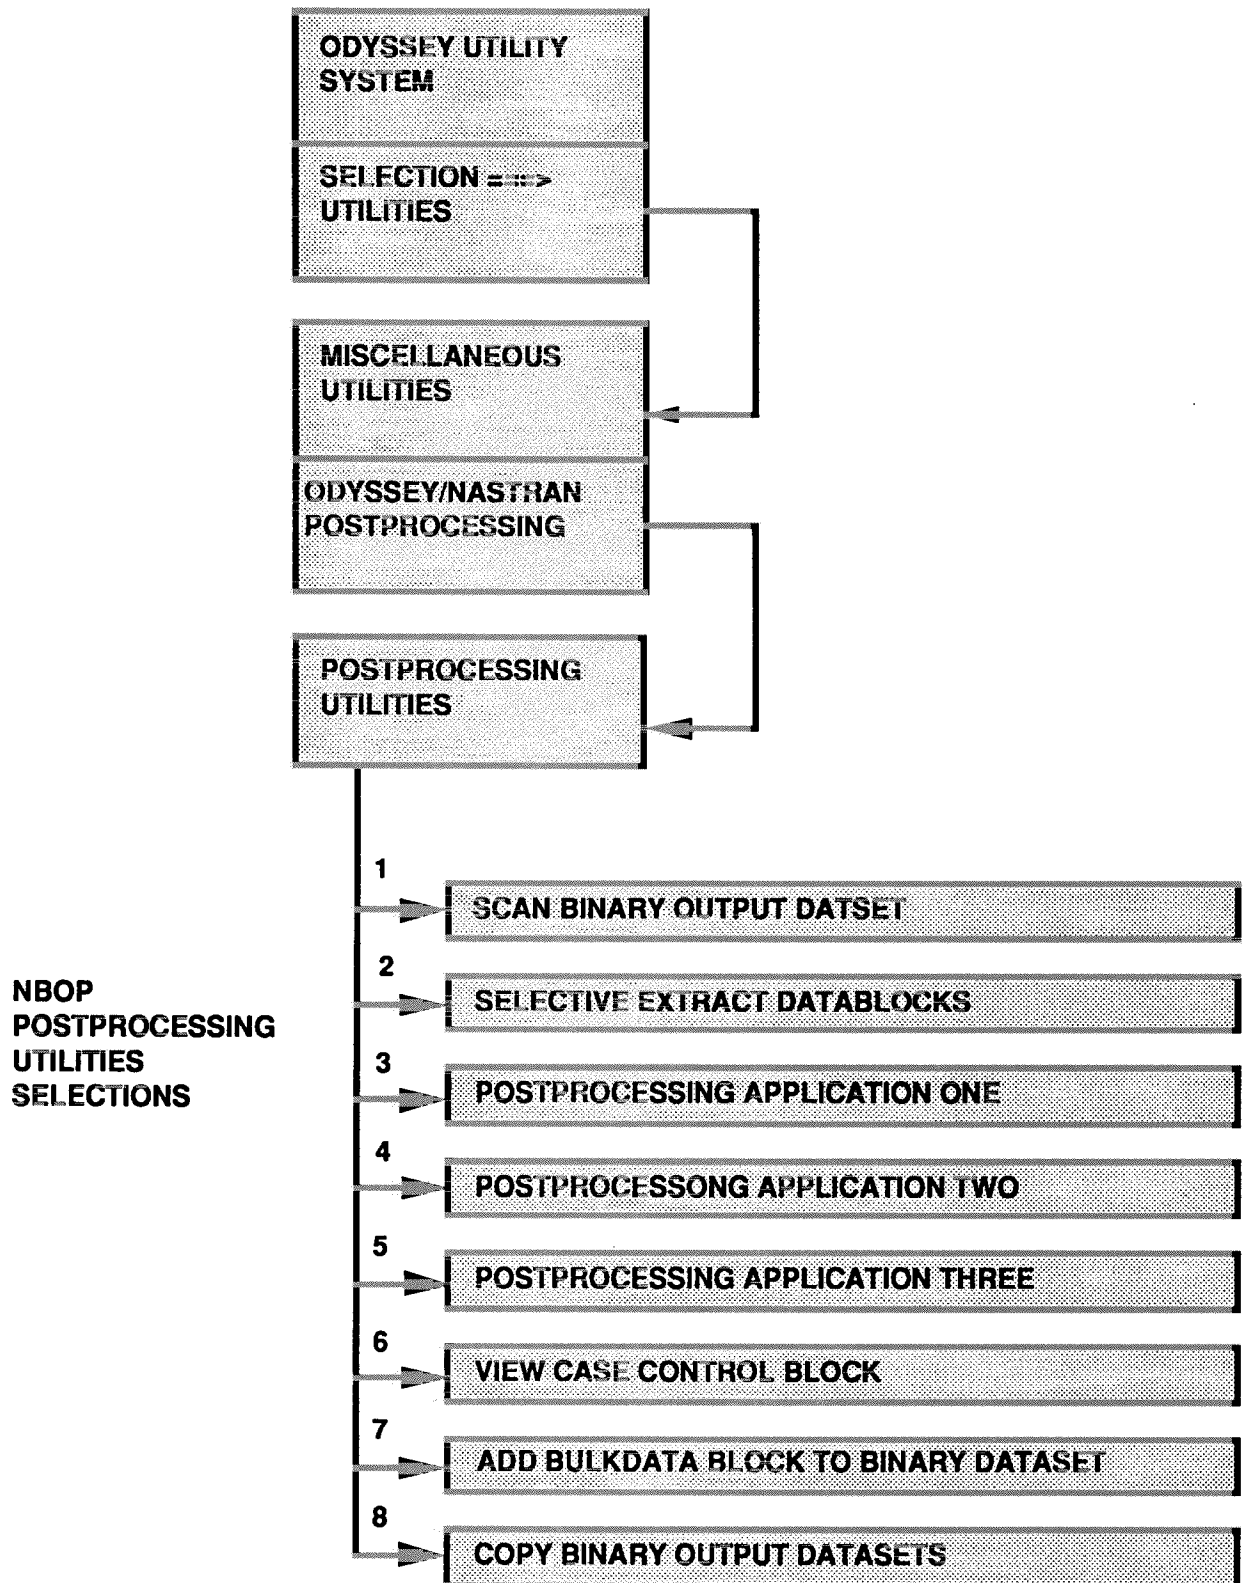 ODYSSEY UTILITY
SYSTEM
SELECTION ===>
UTILITIES
MISCELLANEOUS
UTILITIES
ODYSSEY/NASTRAN
POSTPROCESSING
POSTPROCESSING
UTILITIES
NBOP
POSTPROCESSING
UTILITIES
SELECTIONS
1
SCAN BINARY OUTPUT DATSET
2
SELECTIVE EXTRACT DATABLOCKS
3
POSTPROCESSING APPLICATION ONE
4
POSTPROCESSONG APPLICATION TWO
5
POSTPROCESSING APPLICATION THREE
6
VIEW CASE CONTROL BLOCK
7
ADD BULKDATA BLOCK TO BINARY DATASET
8
COPY BINARY OUTPUT DATASETS